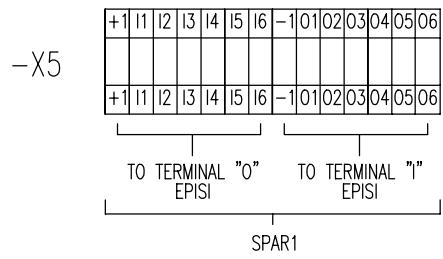 +1 I1 I2 I3 I4 I5 I6 -1 01 02 03 04 05 06
-X5
+1 I1 I2 I3 I4 I5 I6 -1 01 02 03 04 05 06
TO TERMINAL "O" TO TERMINAL "I"
EPISI EPISI
SPAR1